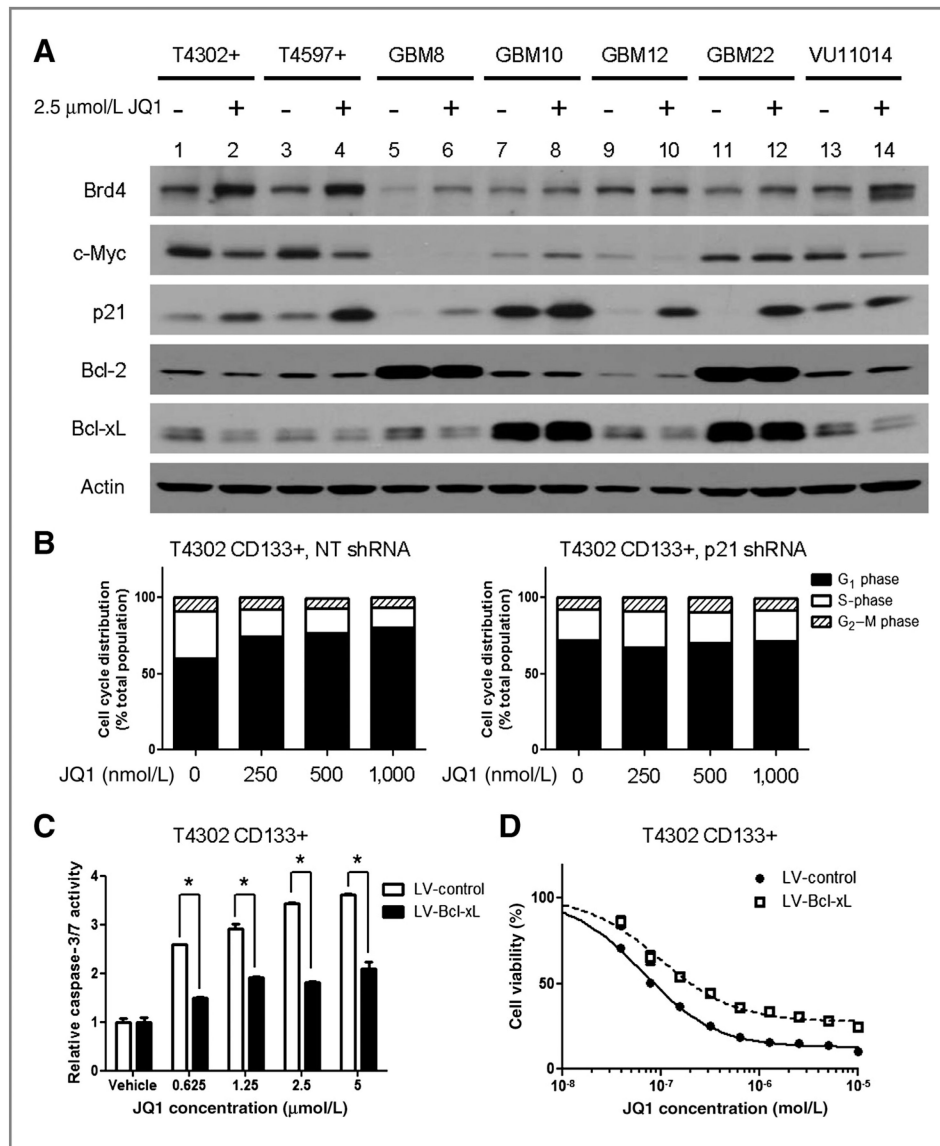 A
T4302+ T4597+ GBM8 GBM10 GBM12 GBM22 VU11014
2.5 μmol/L JQ1 - + - + - + - + - + - + - +
1 2 3 4 5 6 7 8 9 10 11 12 13 14
Brd4
c-Myc
p21
Bcl-2
Bcl-xL
Actin
B
T4302 CD133+, NT shRNA
Cell cycle distribution
(% total population)
100
50
0
JQ1 (nmol/L) 0 250 500 1,000
T4302 CD133+, p21 shRNA
Cell cycle distribution
(% total population)
100
50
0
JQ1 (nmol/L) 0 250 500 1,000
G1 phase
S-phase
G2–M phase
C
T4302 CD133+
Relative caspase-3/7 activity
4
3
2
1
0
* * * *
LV-control
LV-Bcl-xL
Vehicle 0.625 1.25 2.5 5
JQ1 concentration (μmol/L)
D
T4302 CD133+
Cell viability (%)
100
50
0
LV-control
LV-Bcl-xL
10-8 10-7 10-6 10-5
JQ1 concentration (mol/L)